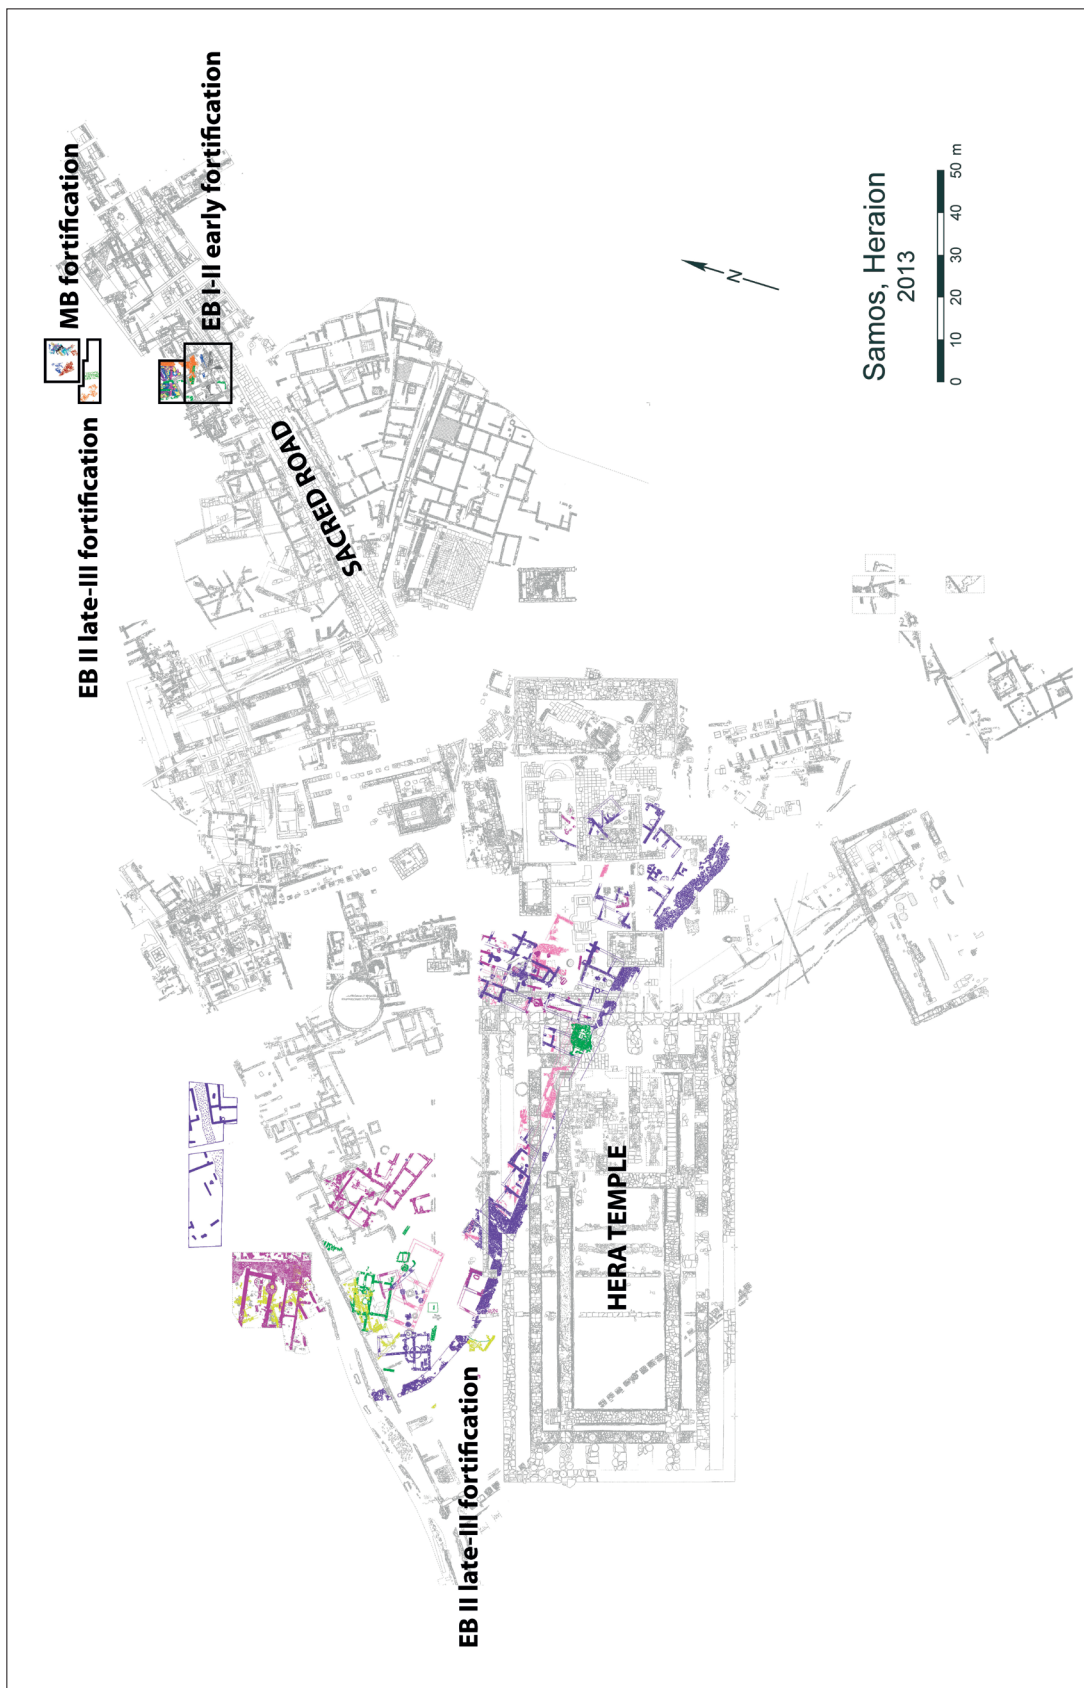 MB fortification
EB II late-III fortification
EB I-II early fortification
SACRED ROAD
HERA TEMPLE
EB II late-III fortification
N
Samos, Heraion
2013
0 10 20 30 40 50 m